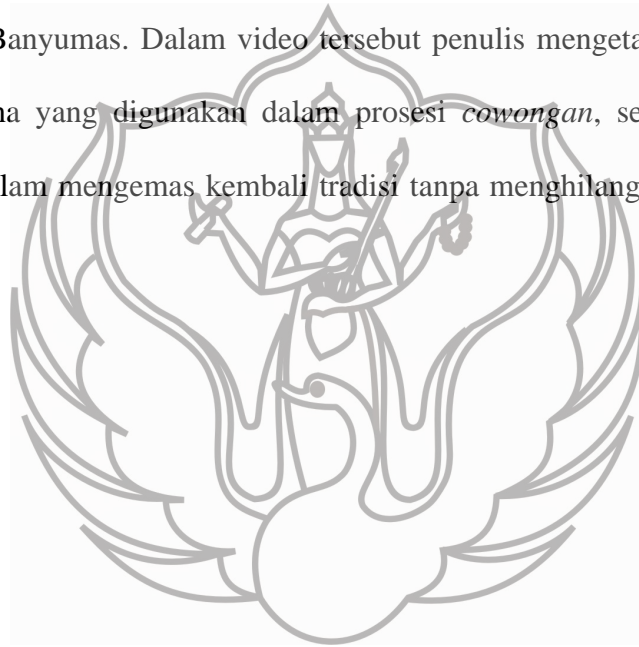 Banyumas. Dalam video tersebut penulis mengeta
na yang digunakan dalam prosesi cowongan, se
lam mengemas kembali tradisi tanpa menghilang